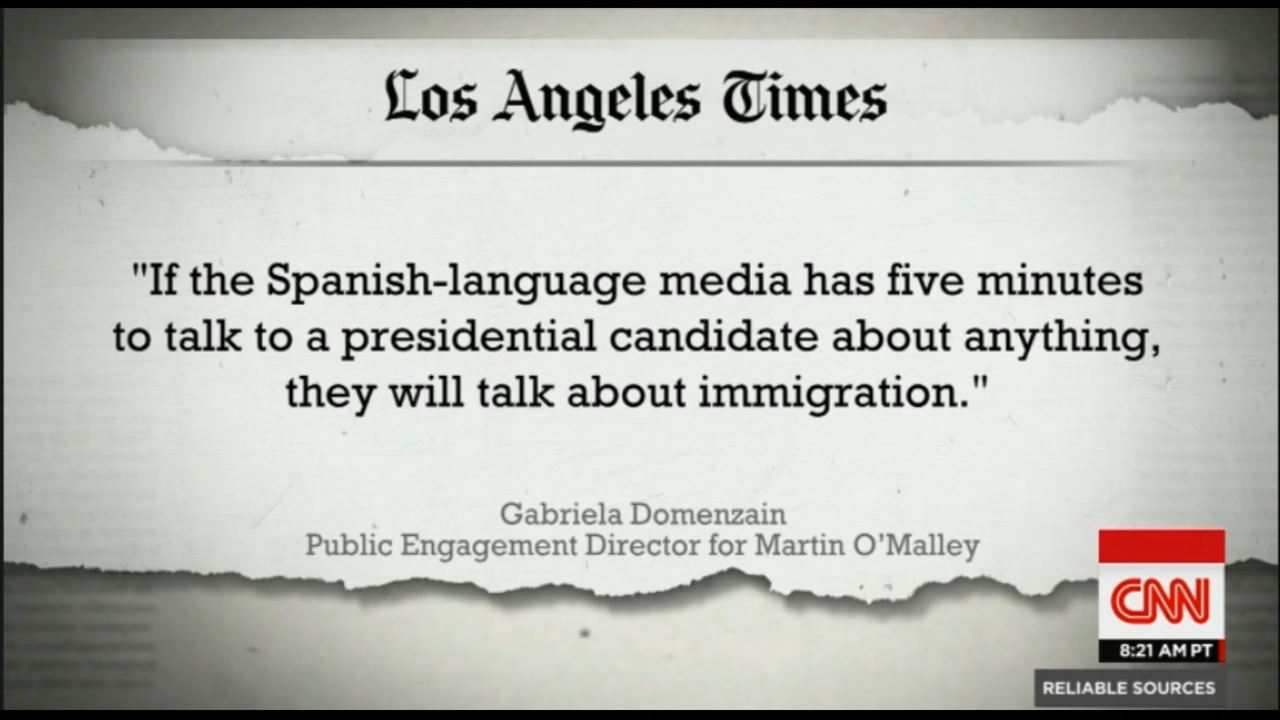 Los Angeles Times
"If the Spanish-language media has five minutes
to talk to a presidential candidate about anything,
they will talk about immigration."
Gabriela Domenzain
Public Engagement Director for Martin O'Malley
CNN
8:21 AM PT
RELIABLE SOURCES